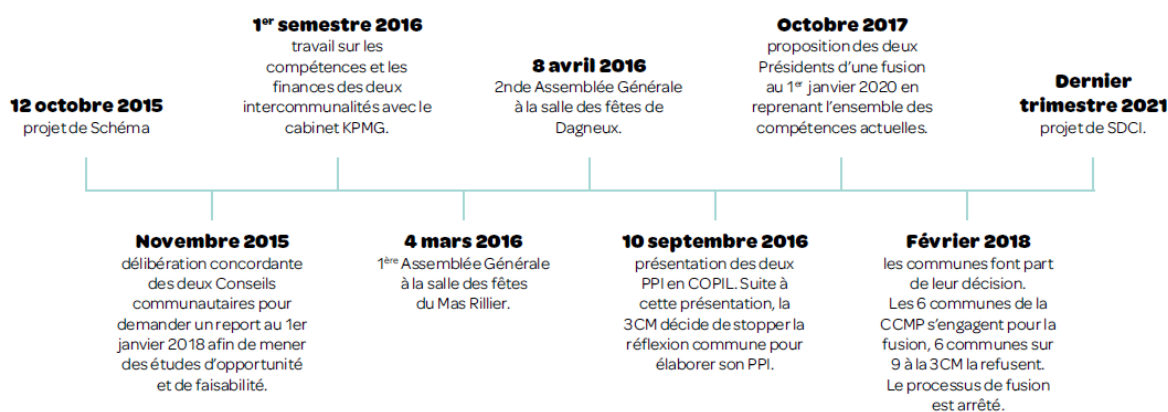 12 octobre 2015
projet de Schéma
Novembre 2015
délibération concordante
des deux Conseils
communautaires pour
demander un report au 1er
janvier 2018 afin de mener
des études d'opportunité
et de faisabilité.
1er semestre 2016
travail sur les
compétences et les
finances des deux
intercommunalités avec le
cabinet KPMG.
4 mars 2016
1ère Assemblée Générale
à la salle des fêtes
du Mas Rillier.
8 avril 2016
2nde Assemblée Générale
à la salle des fêtes de
Dagneux.
10 septembre 2016
présentation des deux
PPI en COPIL. Suite à
cette présentation, la
3CM décide de stopper la
réflexion commune pour
élaborer son PPI.
Octobre 2017
proposition des deux
Présidents d'une fusion
au 1er janvier 2020 en
reprenant l'ensemble des
compétences actuelles.
Février 2018
les communes font part
de leur décision.
Les 6 communes de la
CCMP s'engagent pour la
fusion, 6 communes sur
9 à la 3CM la refusent.
Le processus de fusion
est arrêté.
Dernier
trimestre 2021
projet de SDCI.